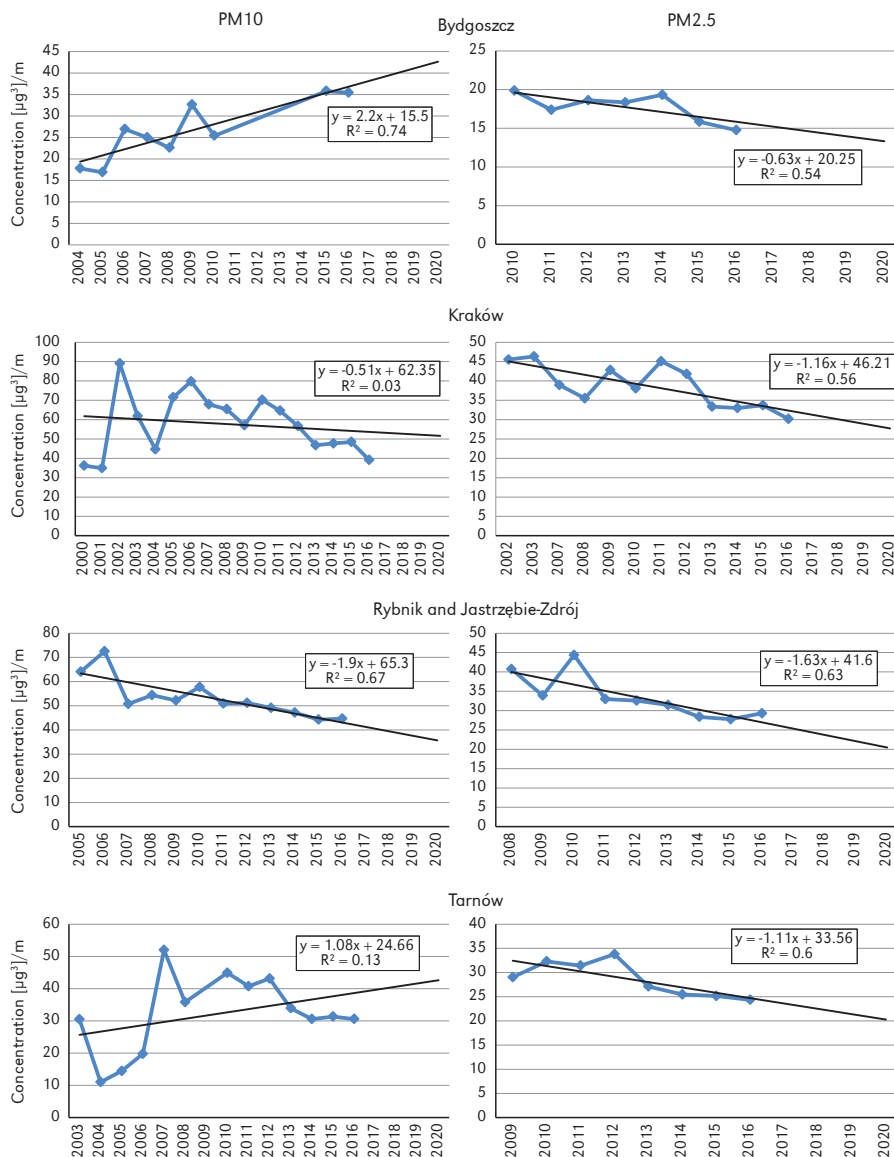 PM10 PM2.5
Bydgoszcz
Concentration [µg³]/m
45
40
35
30
25
20
15
10
5
0
y = 2.2x + 15.5
R² = 0.74
2004 2005 2006 2007 2008 2009 2010 2011 2012 2013 2014 2015 2016 2017 2018 2019 2020
25
20
15
10
5
0
y = -0.63x + 20.25
R² = 0.54
2010 2011 2012 2013 2014 2015 2016 2017 2018 2019 2020
Kraków
Concentration [µg³]/m
100
90
80
70
60
50
40
30
20
10
0
y = -0.51x + 62.35
R² = 0.03
2000 2001 2002 2003 2004 2005 2006 2007 2008 2009 2010 2011 2012 2013 2014 2015 2016 2017 2018 2019 2020
50
45
40
35
30
25
20
15
10
5
0
y = -1.16x + 46.21
R² = 0.56
2002 2003 2007 2008 2009 2010 2011 2012 2013 2014 2015 2016 2017 2018 2019 2020
Rybnik and Jastrzębie-Zdrój
Concentration [µg³]/m
80
70
60
50
40
30
20
10
0
y = -1.9x + 65.3
R² = 0.67
2005 2006 2007 2008 2009 2010 2011 2012 2013 2014 2015 2016 2017 2018 2019 2020
50
45
40
35
30
25
20
15
10
5
0
y = -1.63x + 41.6
R² = 0.63
2008 2009 2010 2011 2012 2013 2014 2015 2016 2017 2018 2019 2020
Tarnów
Concentration [µg³]/m
60
50
40
30
20
10
0
y = 1.08x + 24.66
R² = 0.13
2003 2004 2005 2006 2007 2008 2009 2010 2011 2012 2013 2014 2015 2016 2017 2018 2019 2020
40
35
30
25
20
15
10
5
0
y = -1.11x + 33.56
R² = 0.6
2009 2010 2011 2012 2013 2014 2015 2016 2017 2018 2019 2020